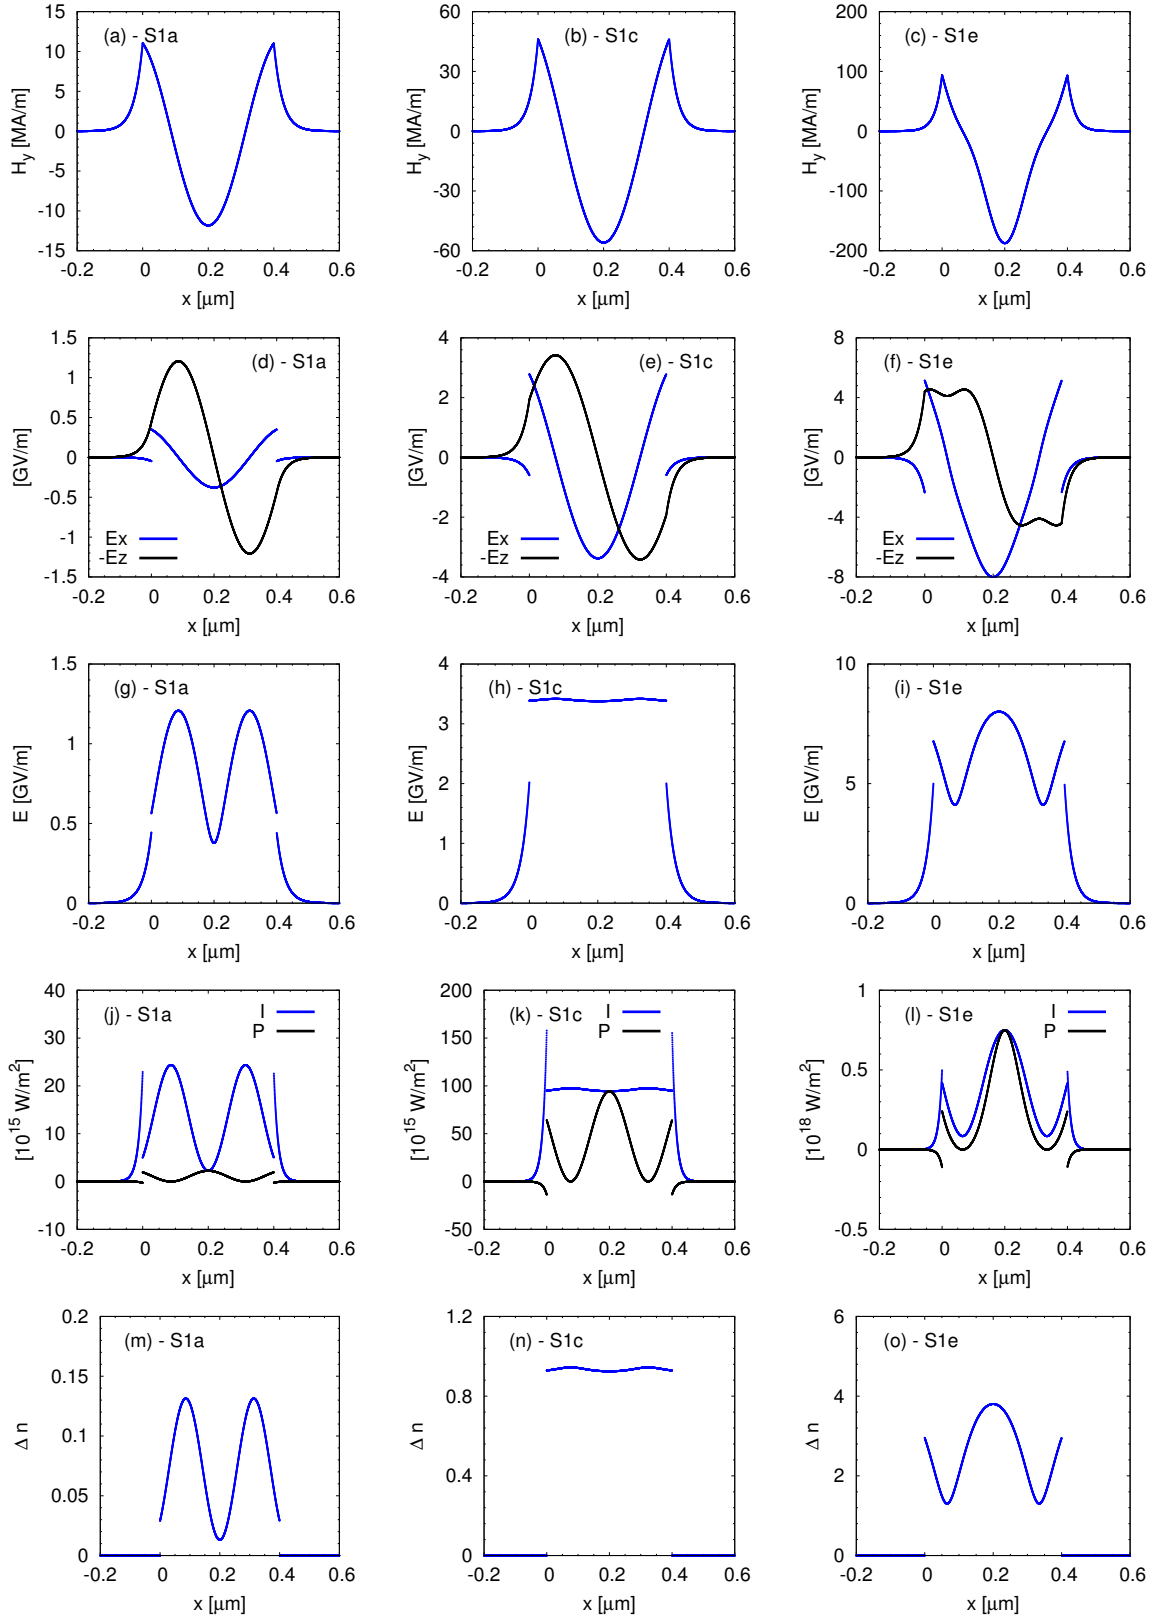 (a) - S1a
H_y [MA/m]
15
10
5
0
-5
-10
-15
-0.2 0 0.2 0.4 0.6
x [μm]
(b) - S1c
H_y [MA/m]
60
30
0
-30
-60
-0.2 0 0.2 0.4 0.6
x [μm]
(c) - S1e
H_y [MA/m]
200
100
0
-100
-200
-0.2 0 0.2 0.4 0.6
x [μm]
(d) - S1a
[GV/m]
1.5
1
0.5
0
-0.5
-1
-1.5
Ex
-Ez
-0.2 0 0.2 0.4 0.6
x [μm]
(e) - S1c
[GV/m]
4
2
0
-2
-4
Ex
-Ez
-0.2 0 0.2 0.4 0.6
x [μm]
(f) - S1e
[GV/m]
8
4
0
-4
-8
Ex
-Ez
-0.2 0 0.2 0.4 0.6
x [μm]
(g) - S1a
E [GV/m]
1.5
1
0.5
0
-0.2 0 0.2 0.4 0.6
x [μm]
(h) - S1c
E [GV/m]
4
3
2
1
0
-0.2 0 0.2 0.4 0.6
x [μm]
(i) - S1e
E [GV/m]
10
5
0
-0.2 0 0.2 0.4 0.6
x [μm]
(j) - S1a
[10^15 W/m^2]
40
30
20
10
0
-10
I
P
-0.2 0 0.2 0.4 0.6
x [μm]
(k) - S1c
[10^15 W/m^2]
200
150
100
50
0
-50
I
P
-0.2 0 0.2 0.4 0.6
x [μm]
(l) - S1e
[10^18 W/m^2]
1
0.5
0
-0.5
I
P
-0.2 0 0.2 0.4 0.6
x [μm]
(m) - S1a
Δ n
0.2
0.15
0.1
0.05
0
-0.2 0 0.2 0.4 0.6
x [μm]
(n) - S1c
Δ n
1.2
0.8
0.4
0
-0.2 0 0.2 0.4 0.6
x [μm]
(o) - S1e
Δ n
6
4
2
0
-0.2 0 0.2 0.4 0.6
x [μm]